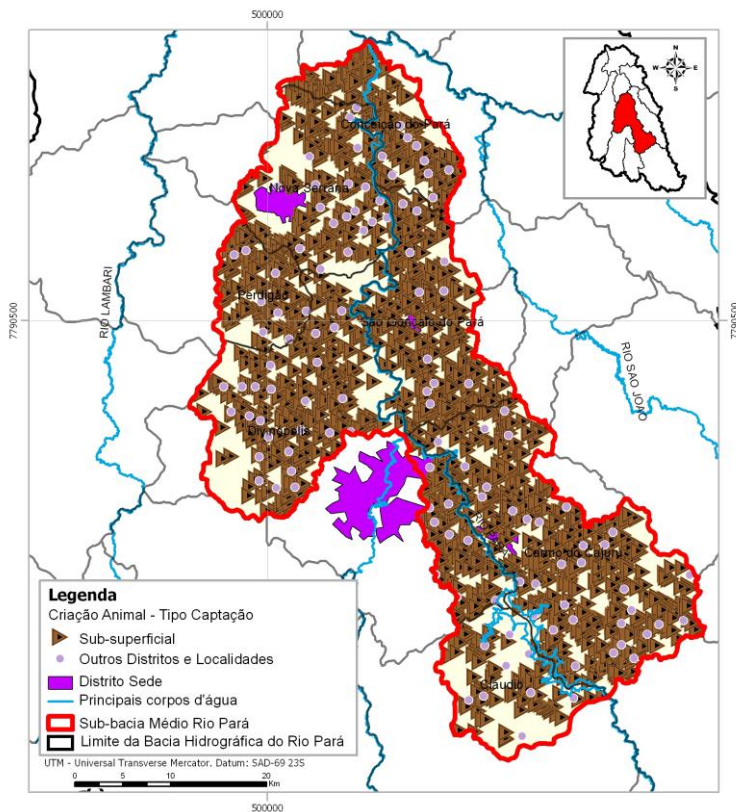 500000
N
W E
S
Conceição do Pará
Nova Serrana
RIO LAMBARI
Perdigão
São Gonçalo do Pará
7790500
7790500
RIO SAO JOAO
Divinópolis
Carmo do Cajuru
Cláudio
Legenda
Criação Animal - Tipo Captação
Sub-superficial
Outros Distritos e Localidades
Distrito Sede
Principais corpos d'água
Sub-bacia Médio Rio Pará
Limite da Bacia Hidrográfica do Rio Pará
UTM - Universal Transverse Mercator. Datum: SAD-69 23S
0 5 10 20
Km
500000